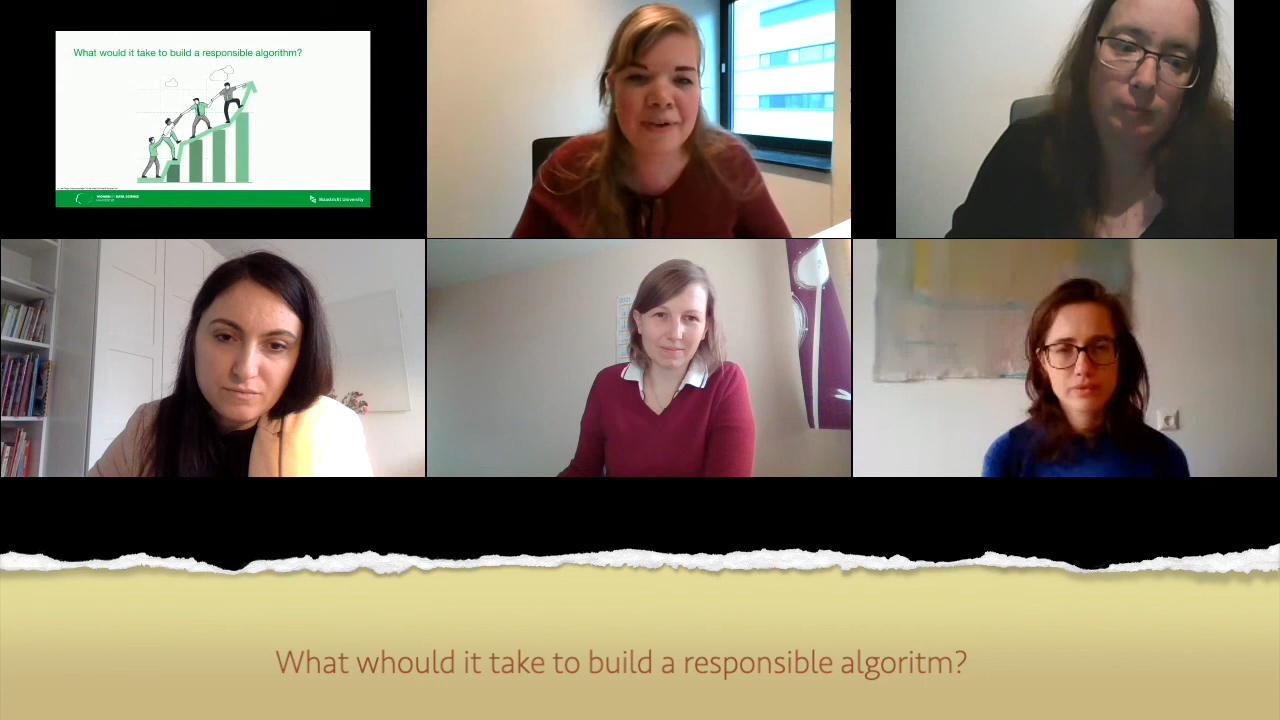 What would it take to build a responsible algorithm?
WOMEN IN DATA SCIENCE
Maastricht University
2021
What whould it take to build a responsible algoritm?